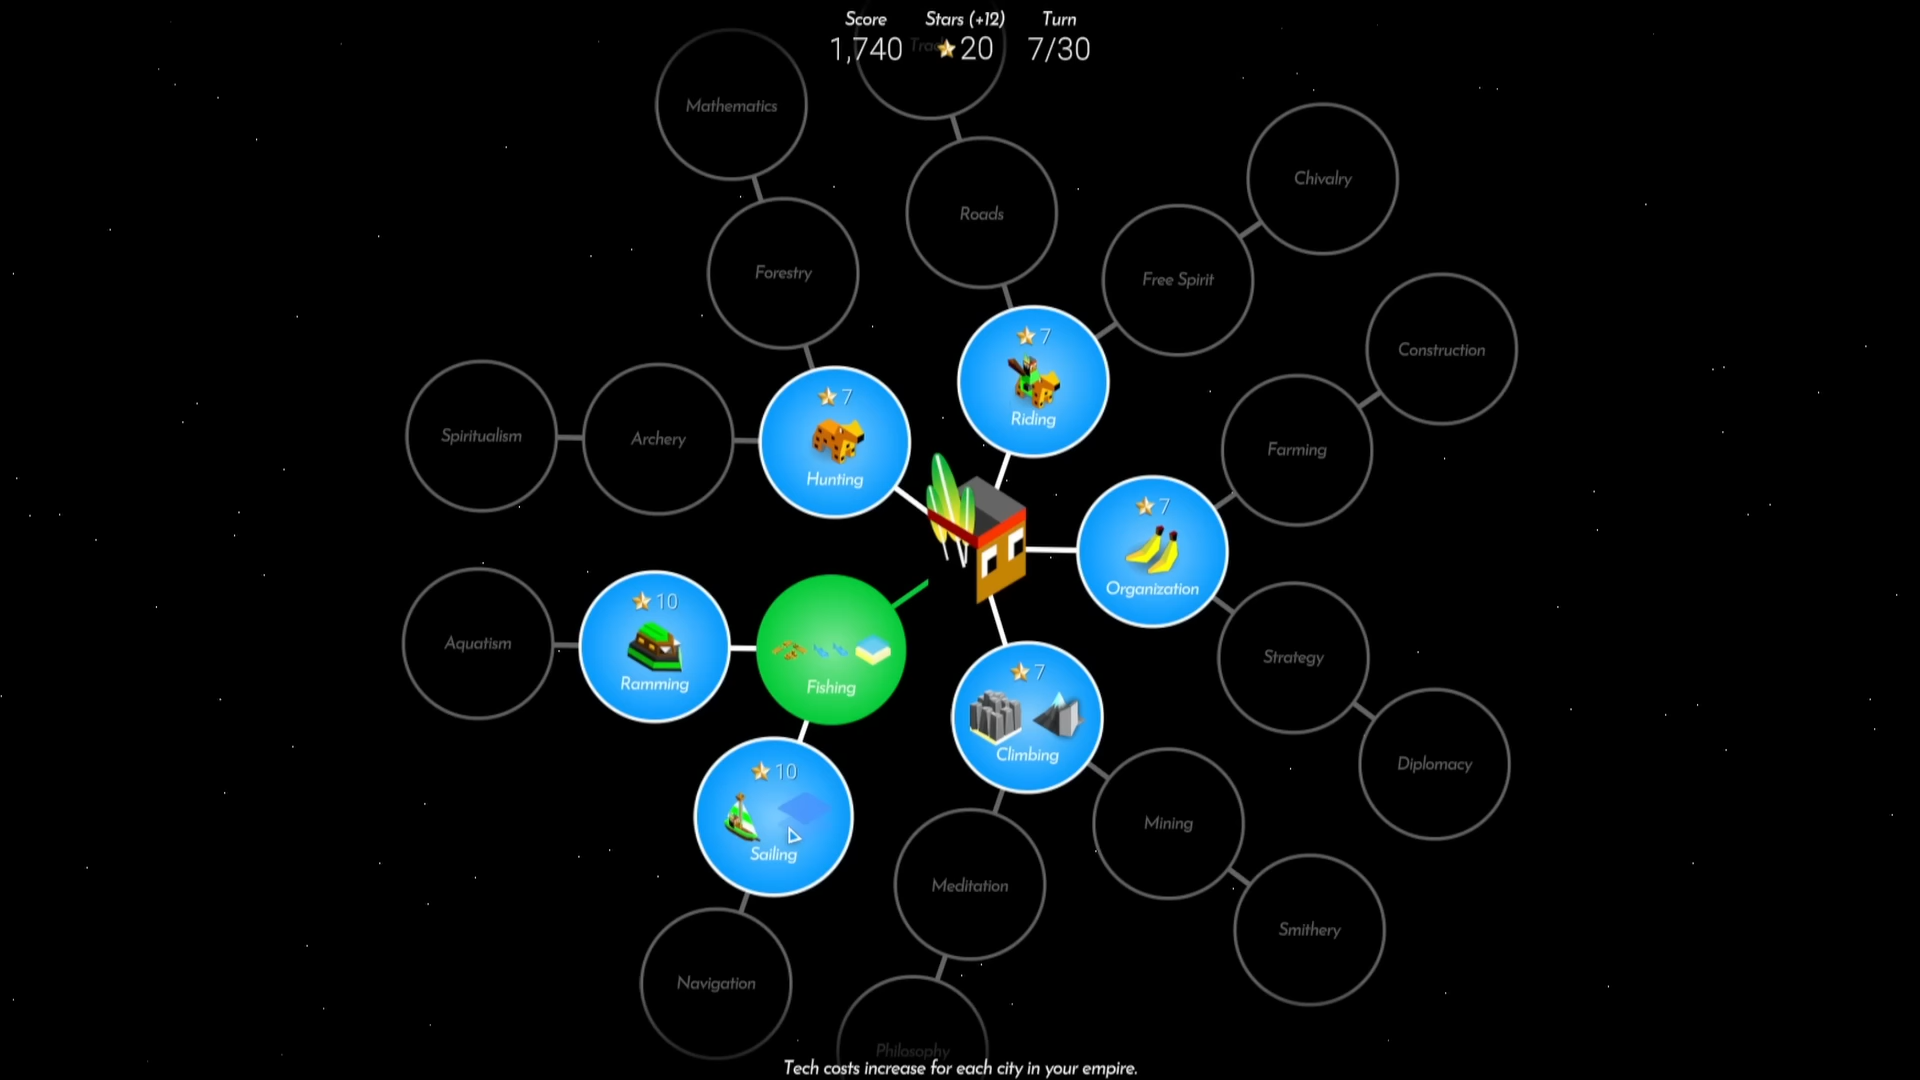 Score
Stars (+12)
Turn
1,740
20
7/30
Mathematics
Chivalry
Roads
Forestry
Free Spirit
7
Construction
Riding
7
Spiritualism
Archery
Farming
Hunting
7
Organization
10
Aquatism
Ramming
Fishing
7
Strategy
Climbing
10
Diplomacy
Sailing
Mining
Meditation
Smithery
Navigation
Philosophy
Tech costs increase for each city in your empire.